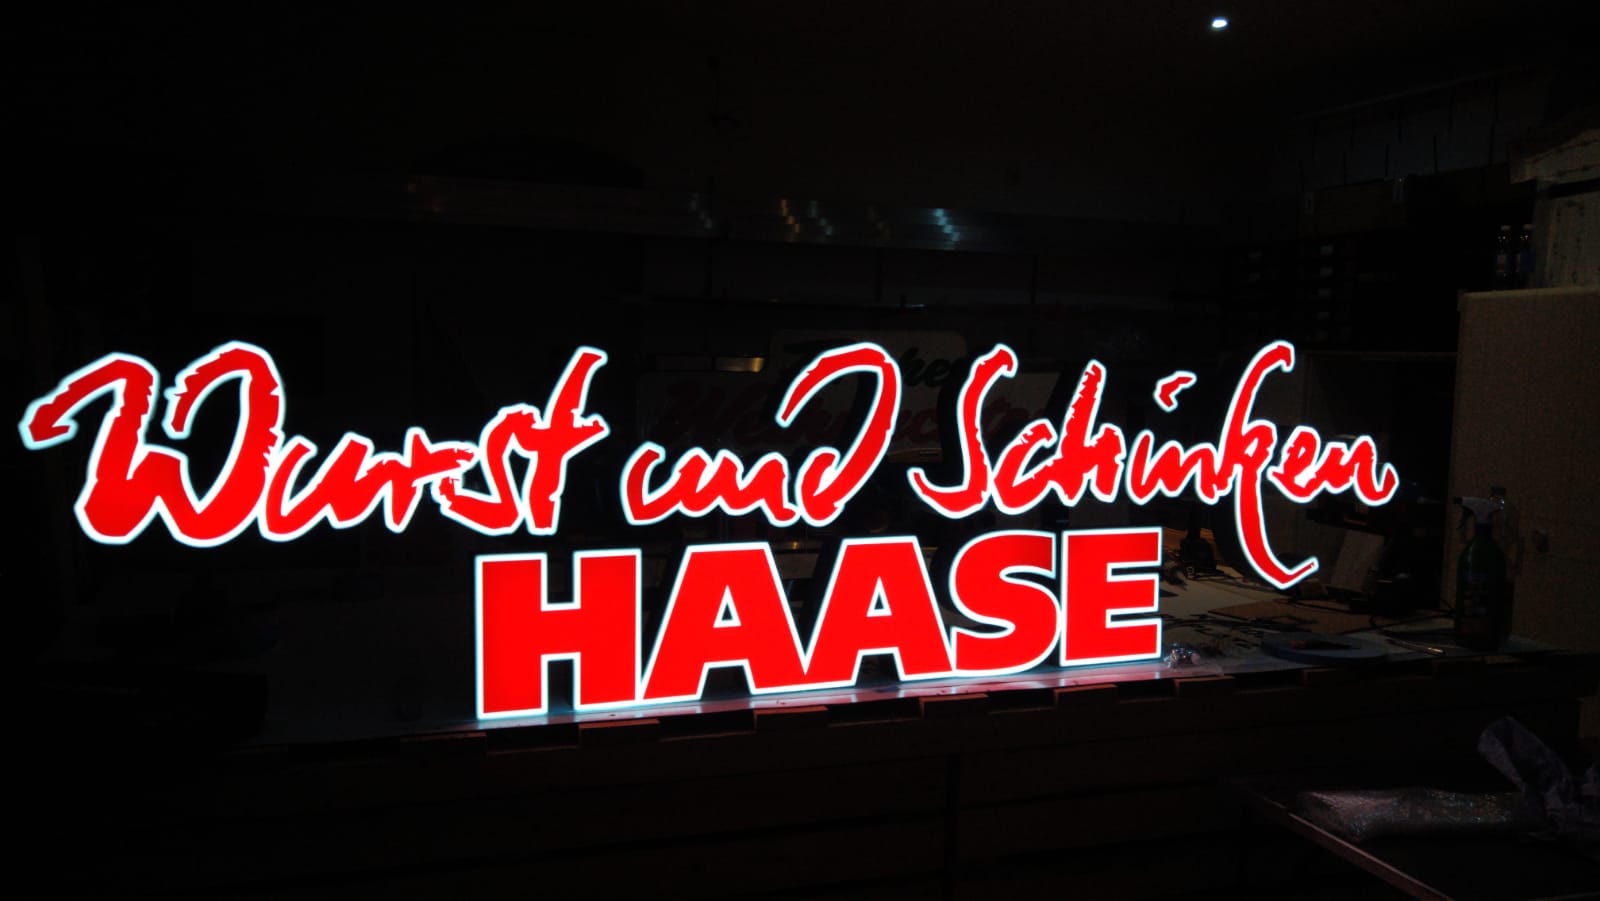 Wurst und Schinken
HAASE